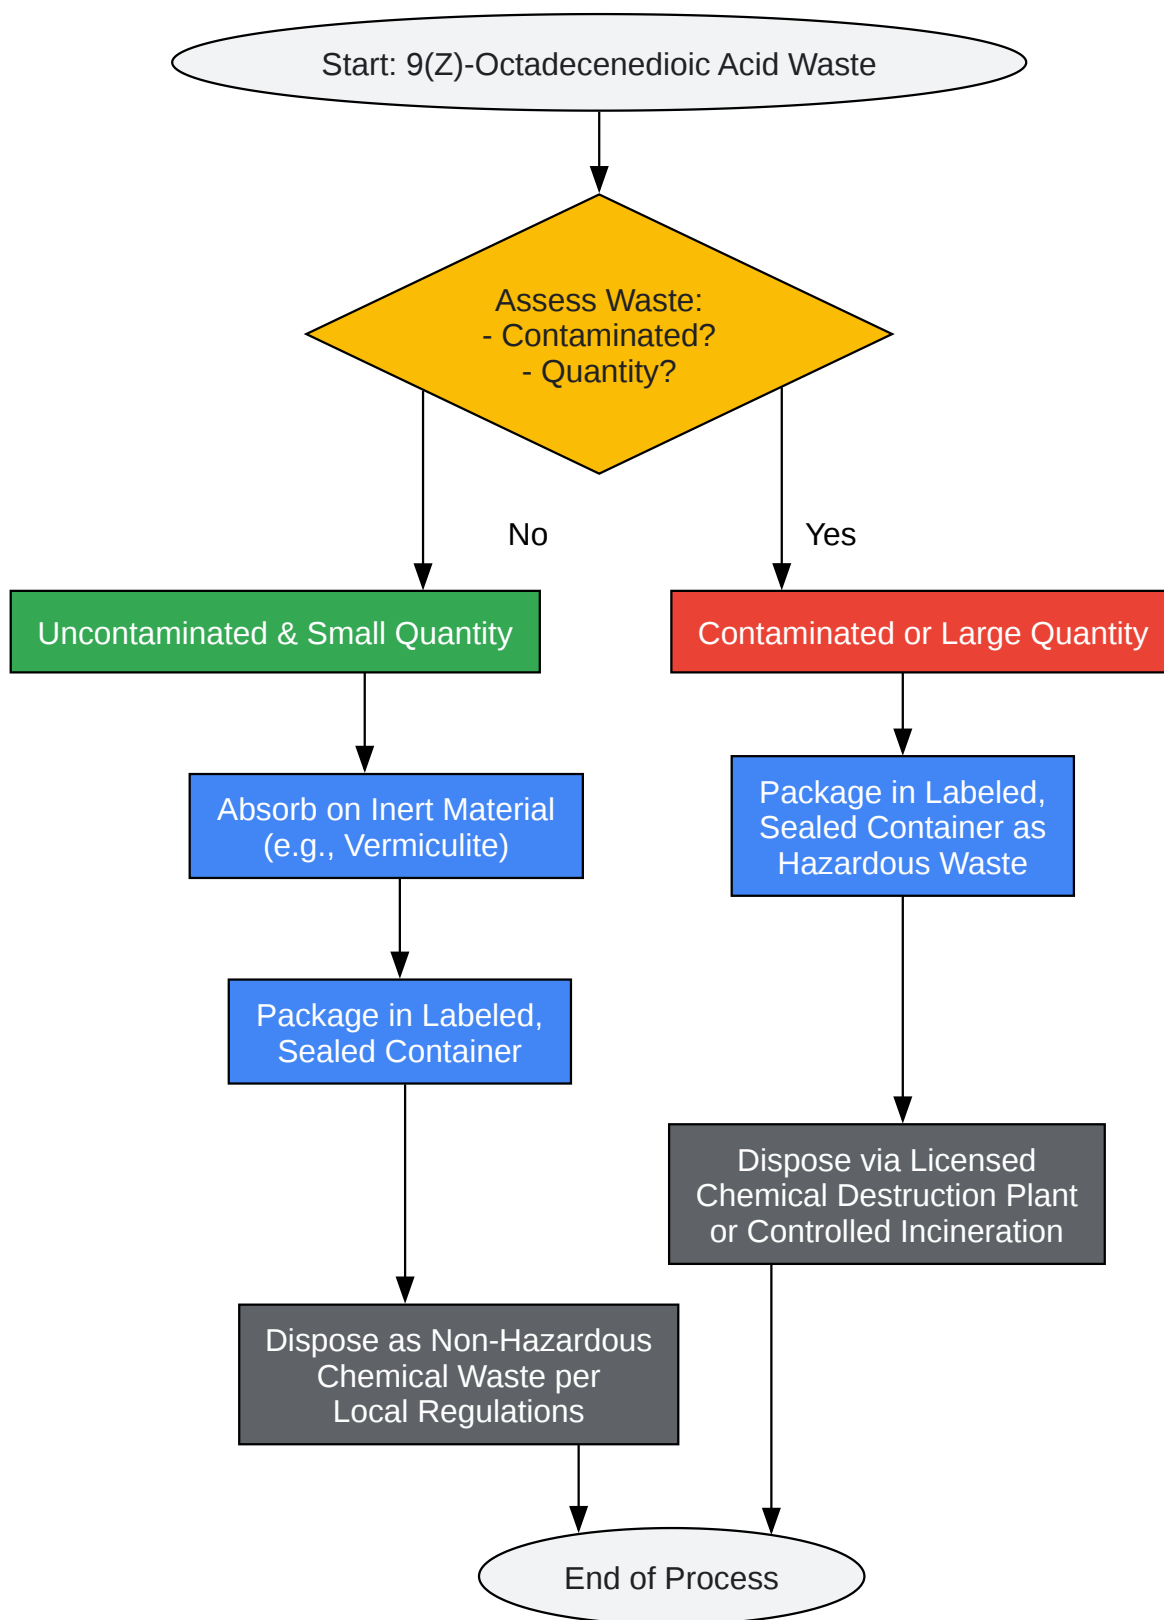 Start: 9(Z)-Octadecenedioic Acid Waste
Assess Waste:
- Contaminated?
- Quantity?
No
Yes
Uncontaminated & Small Quantity
Contaminated or Large Quantity
Absorb on Inert Material
(e.g., Vermiculite)
Package in Labeled,
Sealed Container as
Hazardous Waste
Package in Labeled,
Sealed Container
Dispose via Licensed
Chemical Destruction Plant
or Controlled Incineration
Dispose as Non-Hazardous
Chemical Waste per
Local Regulations
End of Process